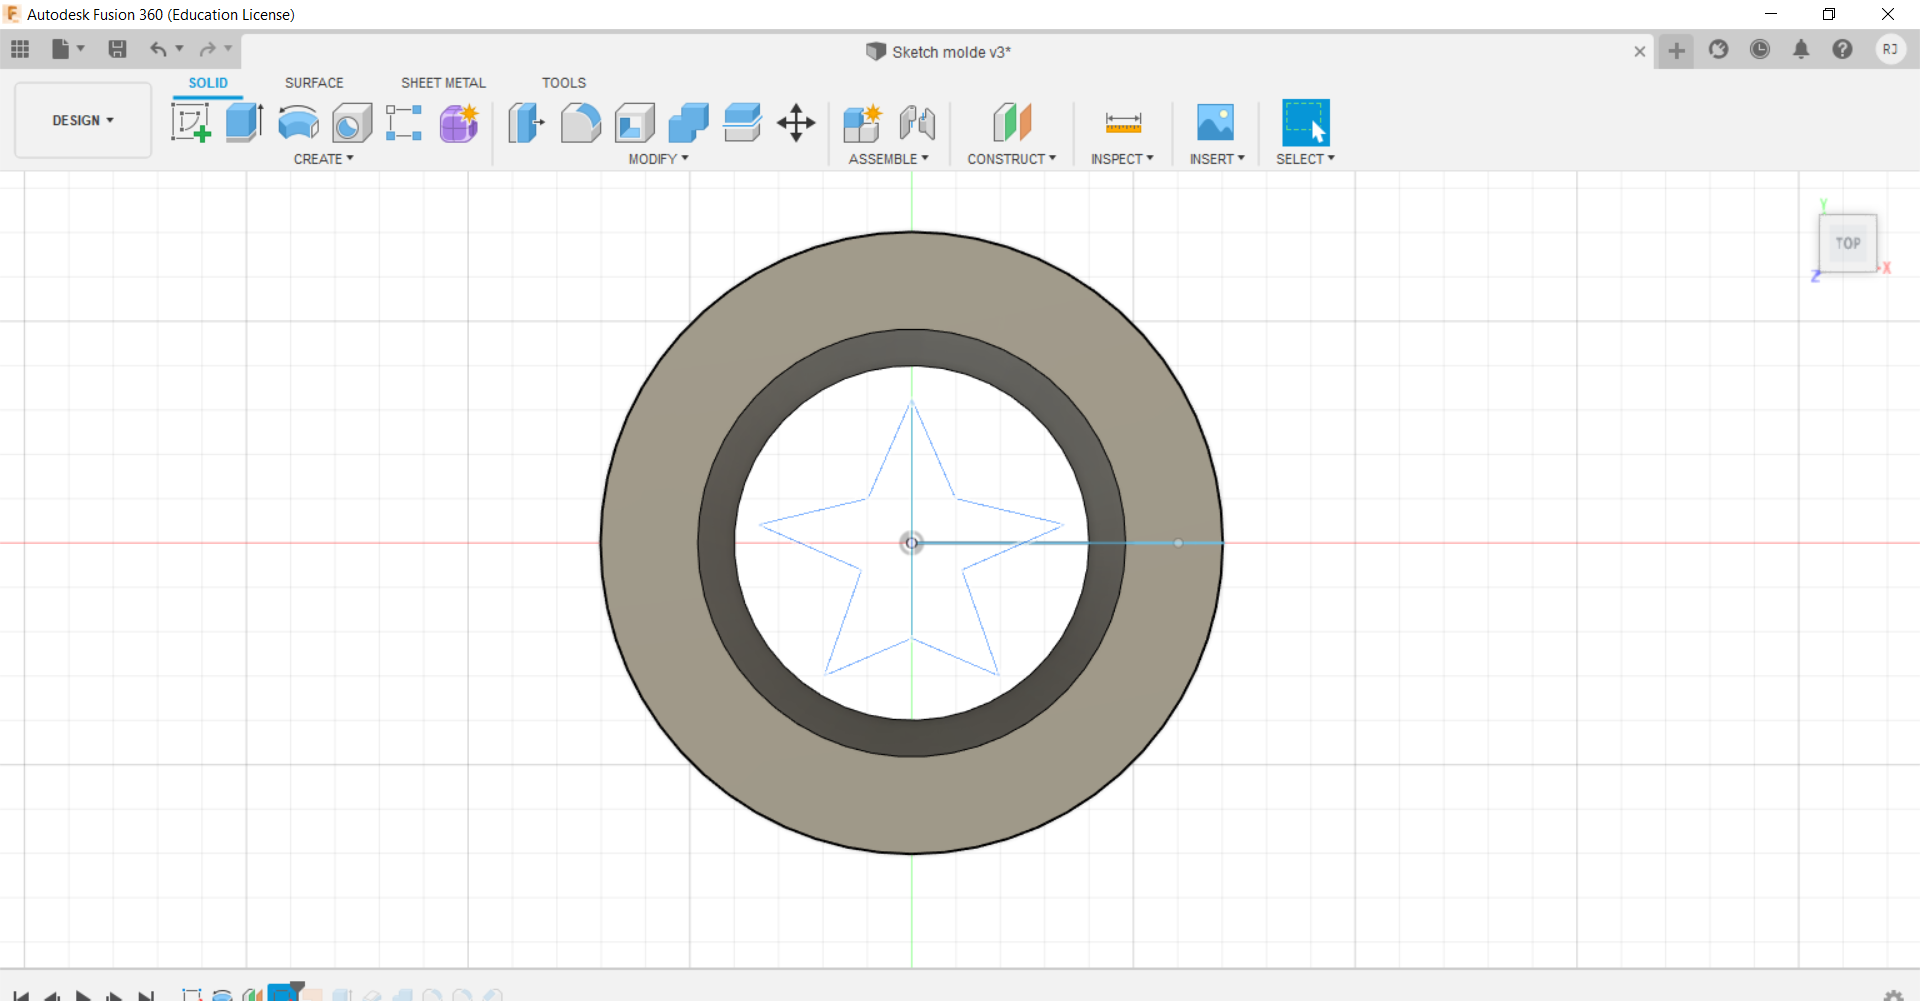 Autodesk Fusion 360 (Education License)
Sketch molde v3*
RJ
SOLID SURFACE SHEET METAL TOOLS
DESIGN
CREATE MODIFY ASSEMBLE CONSTRUCT INSPECT INSERT SELECT
Y
TOP
X
Z